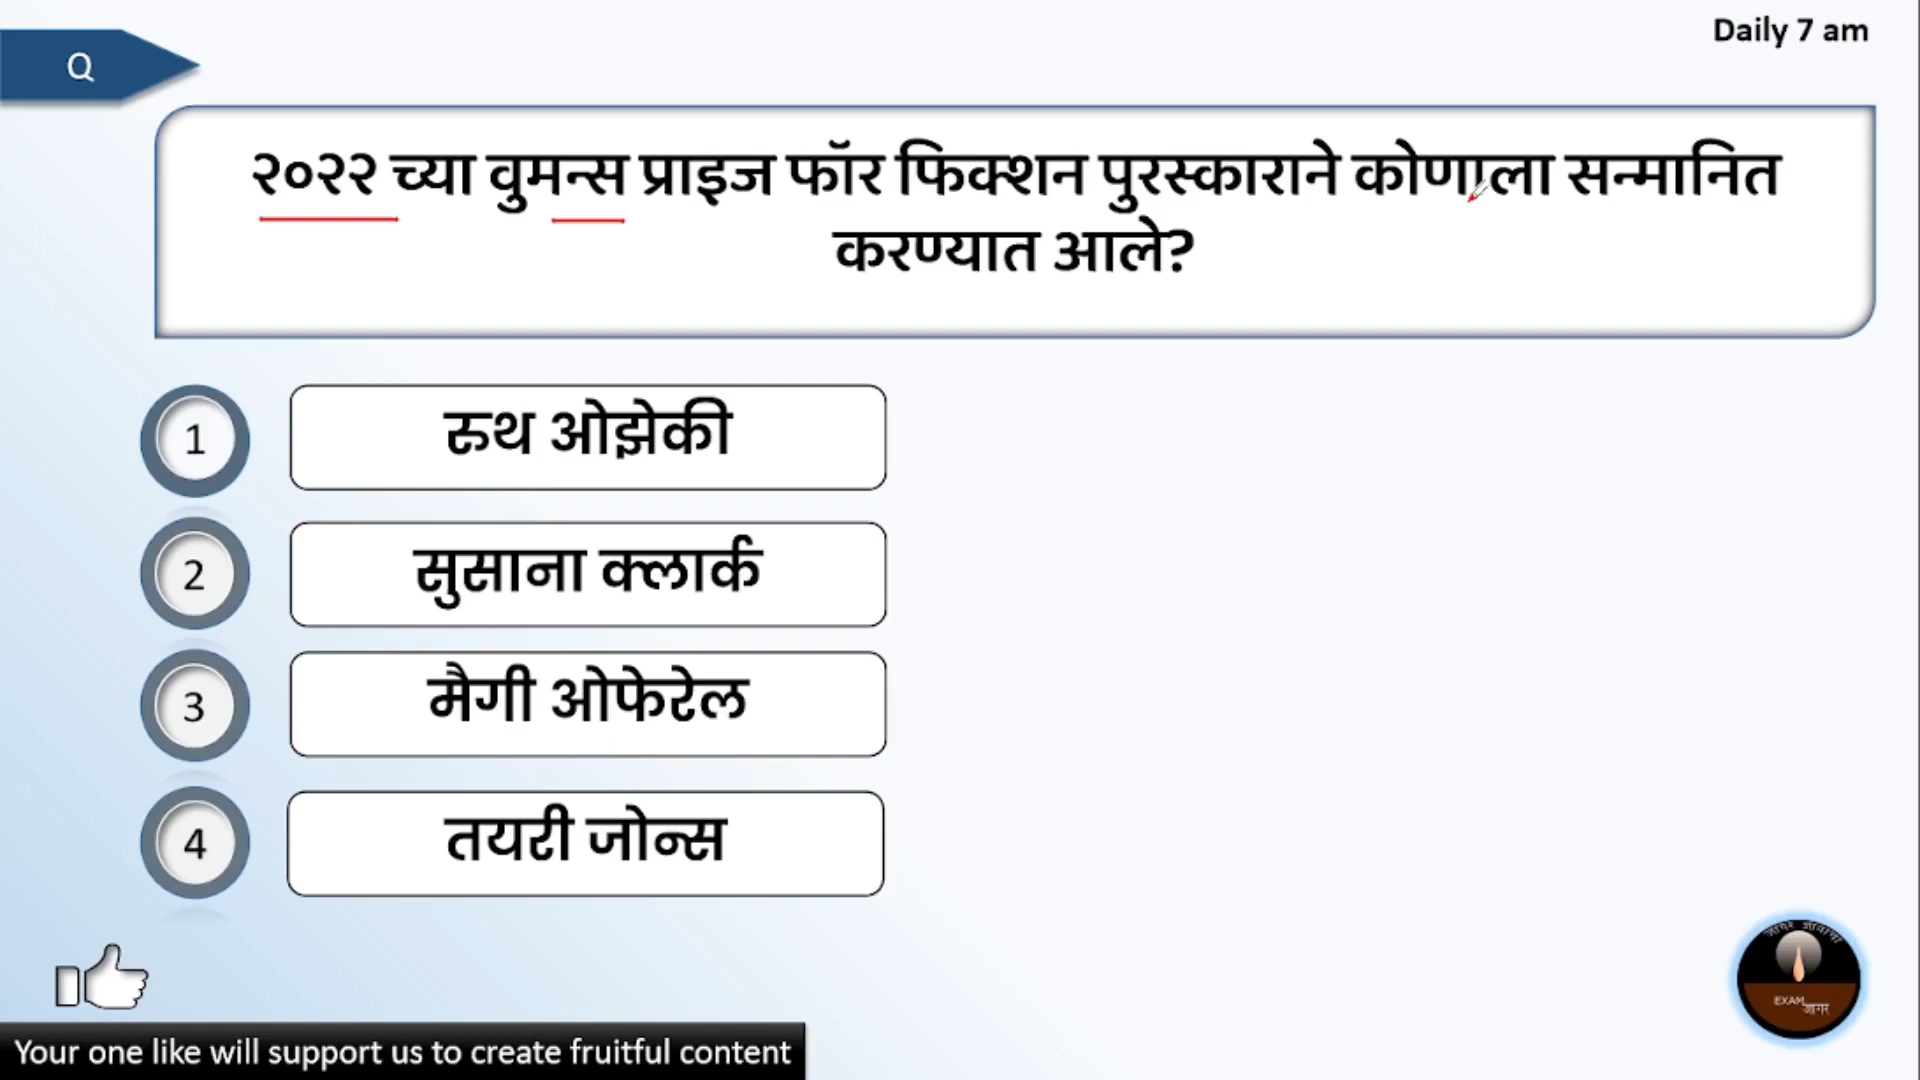 Daily 7 am
Q
२०२२ च्या वुमन्स प्राइज फॉर फिक्शन पुरस्काराने कोणाला सन्मानित
करण्यात आले?
1
रुथ ओझेकी
2
सुसाना क्लार्क
3
मैगी ओफेरेल
4
तयरी जोन्स
EXAM
जागर
Your one like will support us to create fruitful content